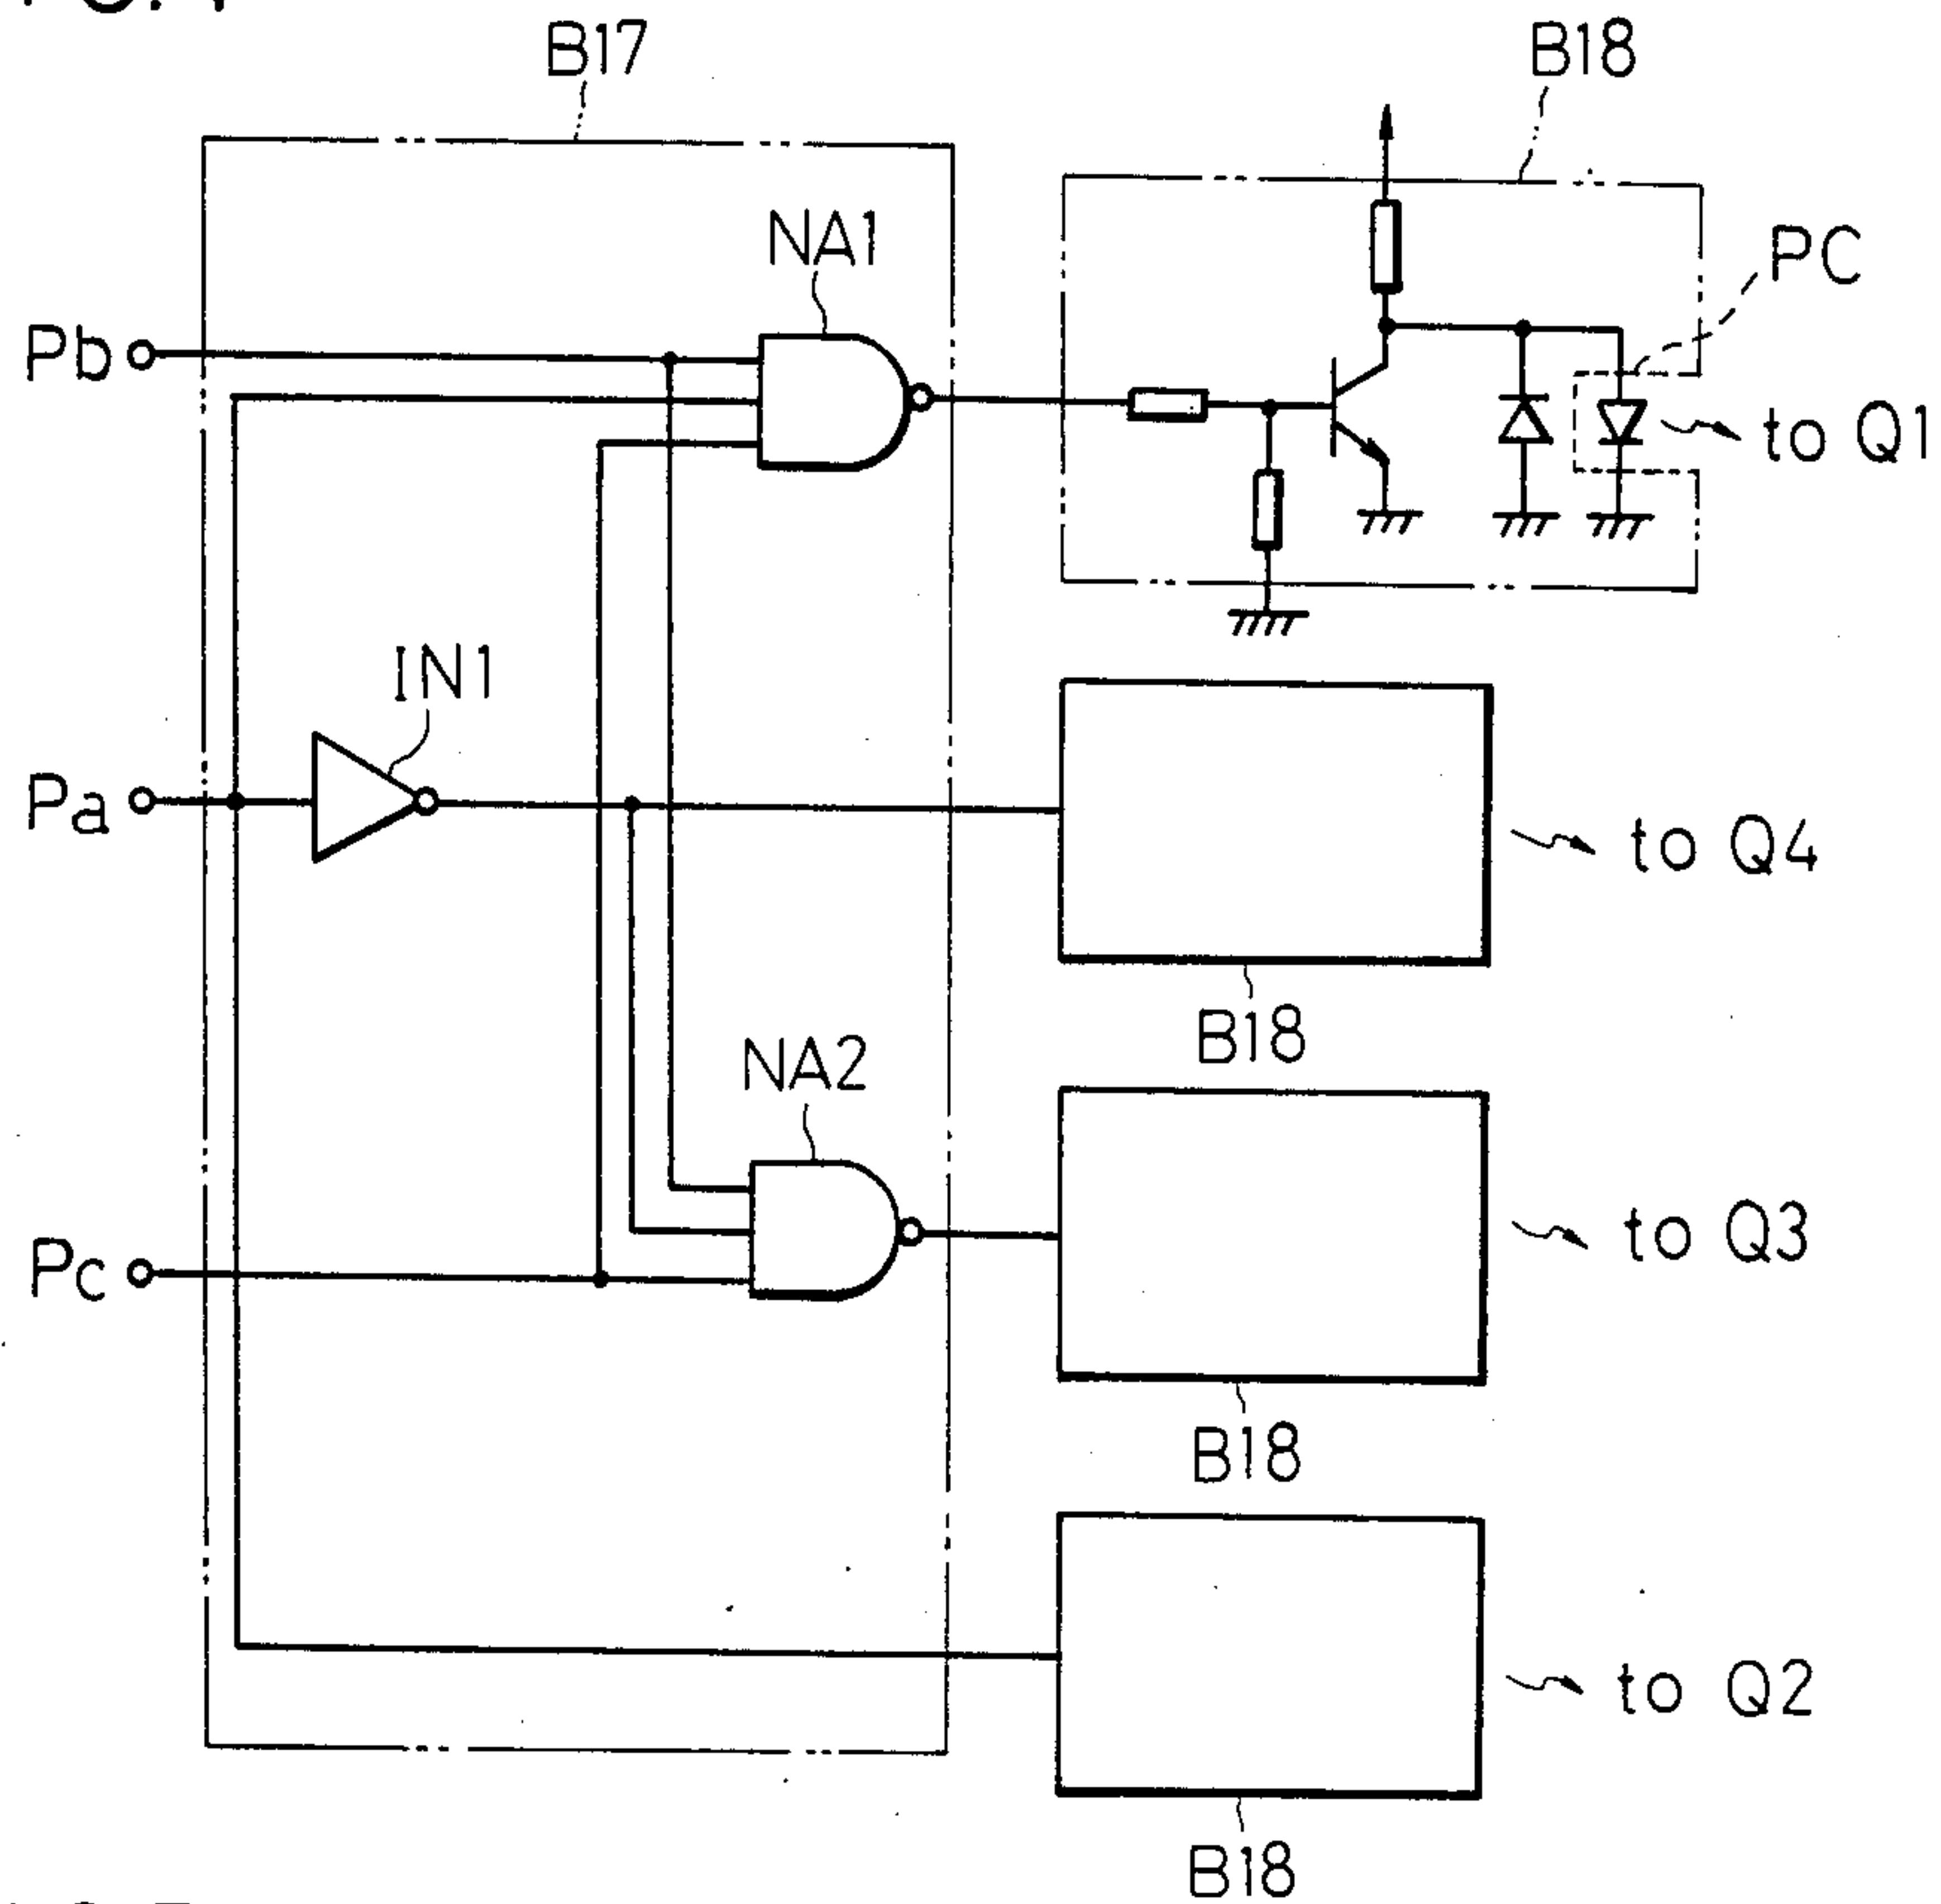 B17
B18
NA1
PC
Pb
to Q1
IN1
Pa
to Q4
B18
NA2
Pc
to Q3
B18
to Q2
B18